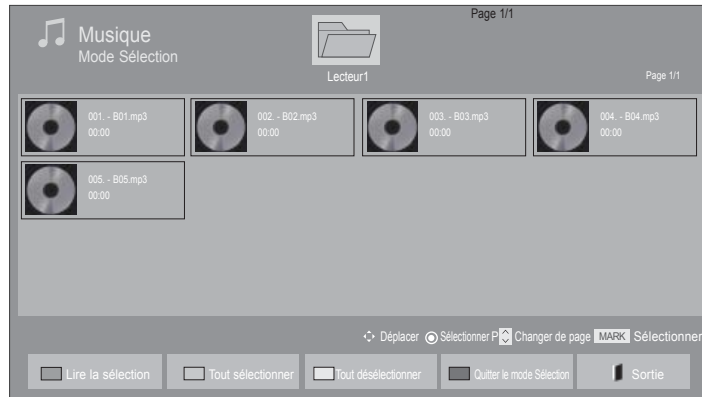 Page 1/1
Musique
Mode Sélection
Lecteur1
Page 1/1
001. - B01.mp3
00:00
002. - B02.mp3
00:00
003. - B03.mp3
00:00
004. - B04.mp3
00:00
005. - B05.mp3
00:00
Déplacer Sélectionner P Changer de page MARK Sélectionner
Lire la sélection Tout sélectionner Tout désélectionner Quitter le mode Sélection Sortie